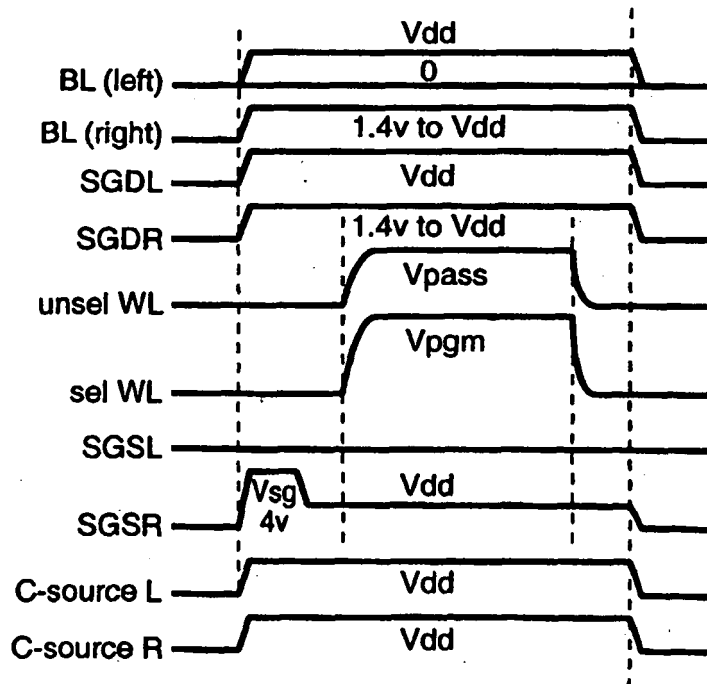 Vdd
BL (left)
0
BL (right)
1.4v to Vdd
SGDL
Vdd
SGDR
1.4v to Vdd
unsel WL
Vpass
Vpgm
sel WL
SGSL
Vsg
4v
Vdd
SGSR
C-source L
Vdd
C-source R
Vdd